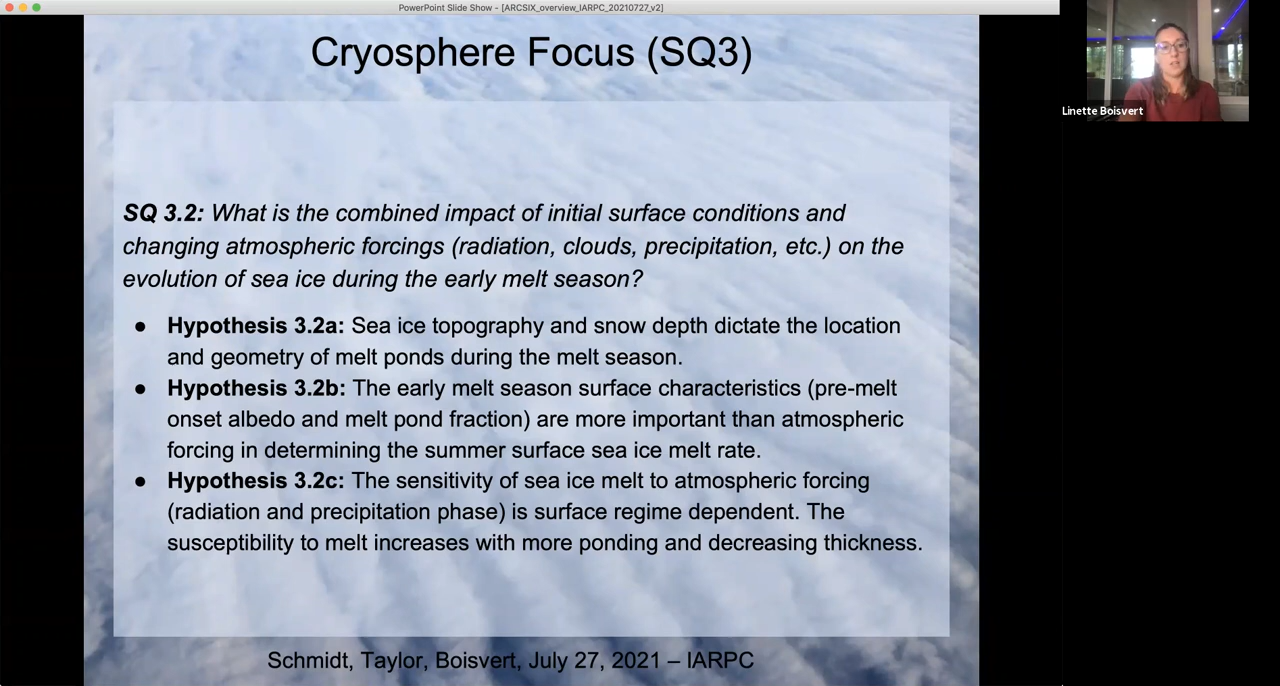 PowerPoint Slide Show - [ARCSIX_overview_IARPC_20210727_v2]
Cryosphere Focus (SQ3)
Linette Boisvert
SQ 3.2: What is the combined impact of initial surface conditions and
changing atmospheric forcings (radiation, clouds, precipitation, etc.) on the
evolution of sea ice during the early melt season?
● Hypothesis 3.2a: Sea ice topography and snow depth dictate the location
and geometry of melt ponds during the melt season.
● Hypothesis 3.2b: The early melt season surface characteristics (pre-melt
onset albedo and melt pond fraction) are more important than atmospheric
forcing in determining the summer surface sea ice melt rate.
● Hypothesis 3.2c: The sensitivity of sea ice melt to atmospheric forcing
(radiation and precipitation phase) is surface regime dependent. The
susceptibility to melt increases with more ponding and decreasing thickness.
Schmidt, Taylor, Boisvert, July 27, 2021 – IARPC